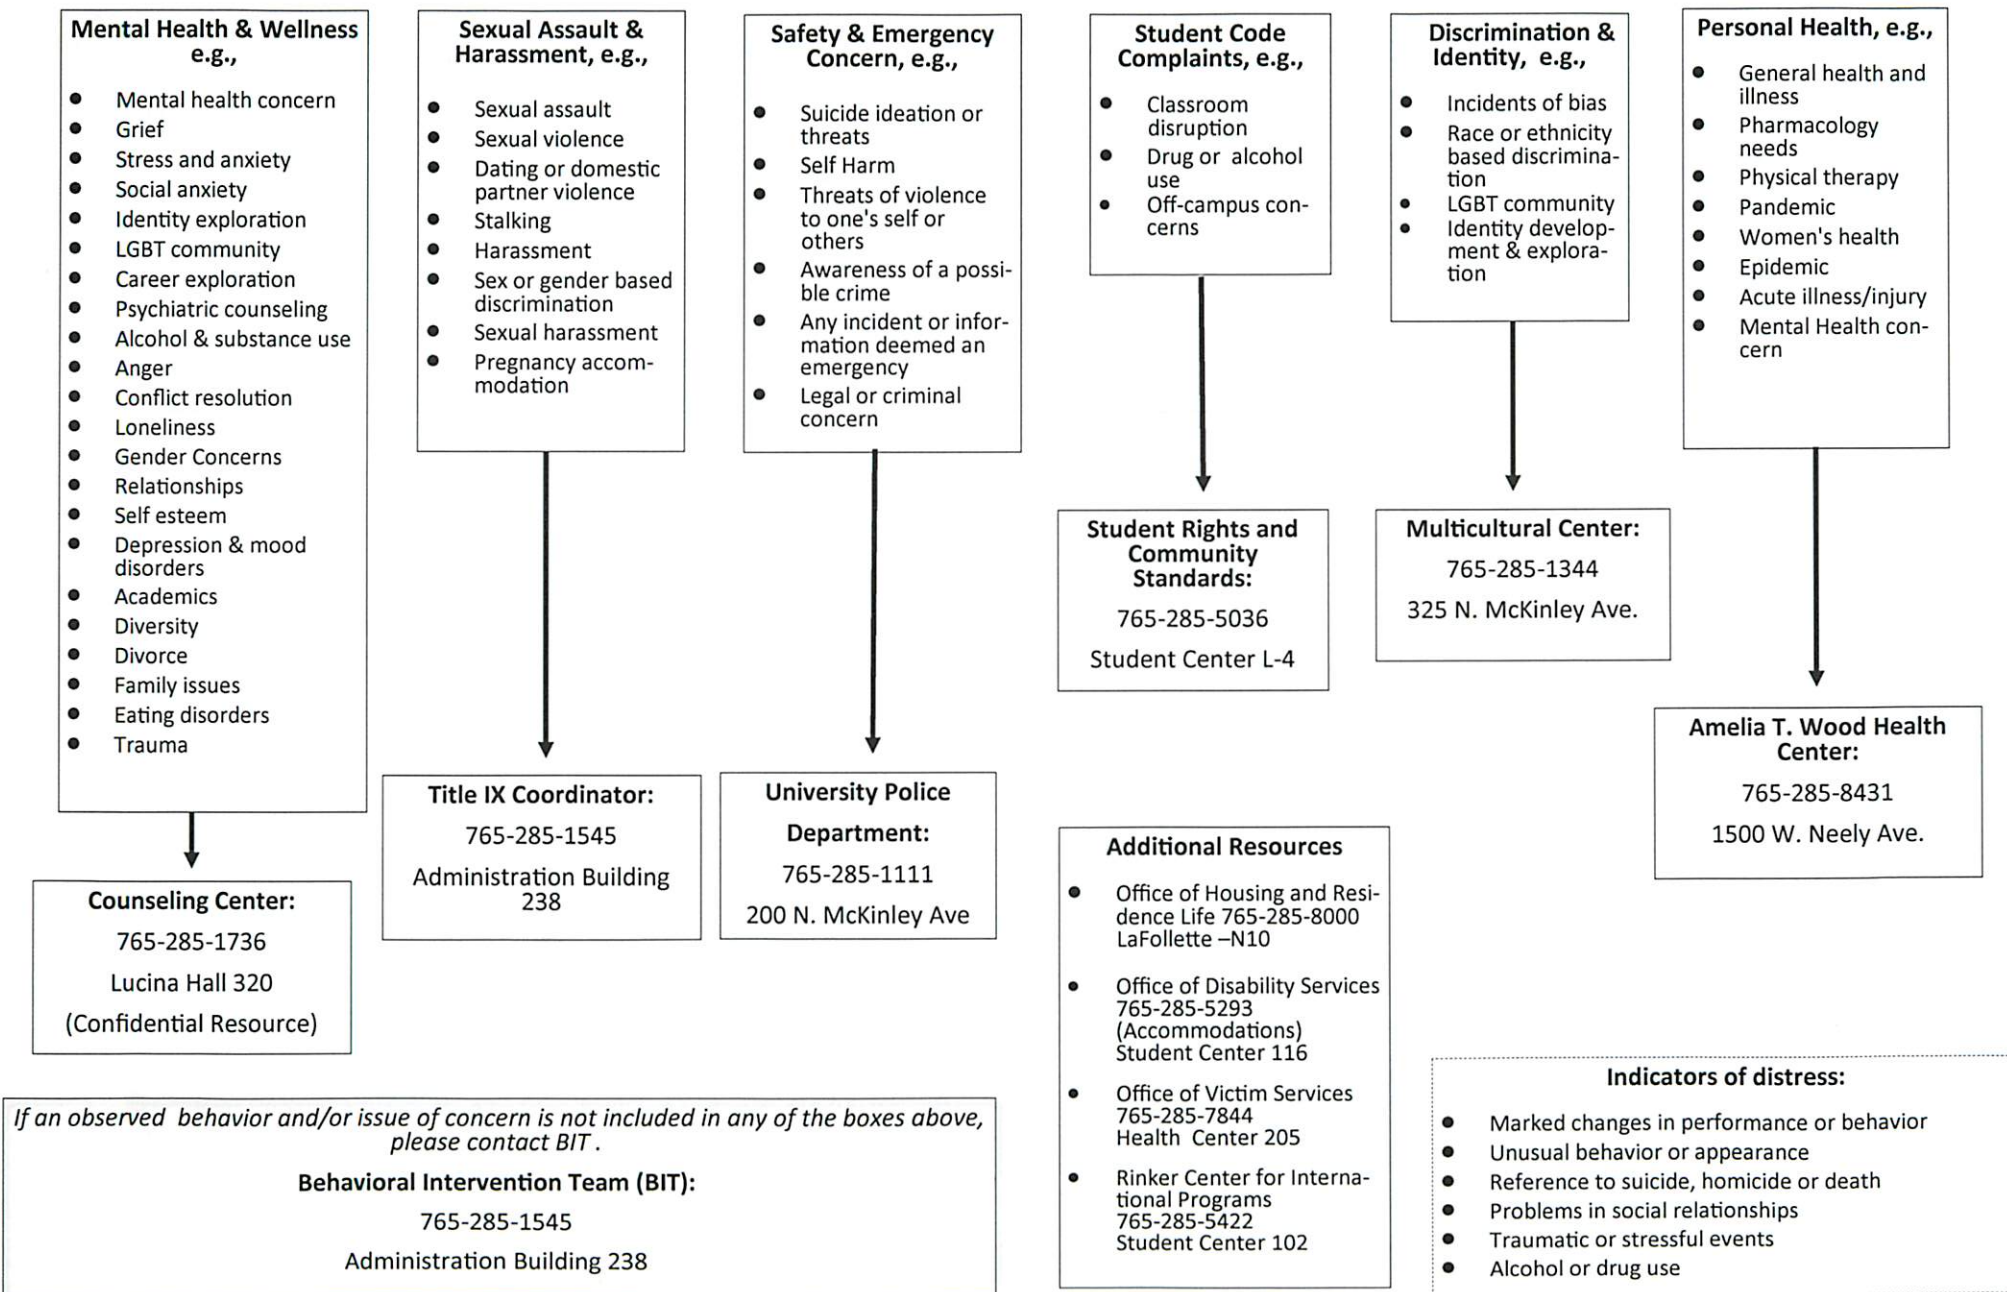 Mental Health & Wellness
e.g.,
Mental health concern
Grief
Stress and anxiety
Social anxiety
Identity exploration
LGBT community
Career exploration
Psychiatric counseling
Alcohol & substance use
Anger
Conflict resolution
Loneliness
Gender Concerns
Relationships
Self esteem
Depression & mood
disorders
Academics
Diversity
Divorce
Family issues
Eating disorders
Trauma
Counseling Center:
765-285-1736
Lucina Hall 320
(Confidential Resource)
Sexual Assault &
Harassment, e.g.,
Sexual assault
Sexual violence
Dating or domestic
partner violence
Stalking
Harassment
Sex or gender based
discrimination
Sexual harassment
Pregnancy accom-
modation
Title IX Coordinator:
765-285-1545
Administration Building
238
Safety & Emergency
Concern, e.g.,
Suicide ideation or
threats
Self Harm
Threats of violence
to one's self or
others
Awareness of a possi-
ble crime
Any incident or infor-
mation deemed an
emergency
Legal or criminal
concern
University Police
Department:
765-285-1111
200 N. McKinley Ave
Student Code
Complaints, e.g.,
Classroom
disruption
Drug or alcohol
use
Off-campus con-
cerns
Student Rights and
Community
Standards:
765-285-5036
Student Center L-4
Discrimination &
Identity, e.g.,
Incidents of bias
Race or ethnicity
based discrimina-
tion
LGBT community
Identity develop-
ment & explora-
tion
Multicultural Center:
765-285-1344
325 N. McKinley Ave.
Personal Health, e.g.,
General health and
illness
Pharmacology
needs
Physical therapy
Pandemic
Women's health
Epidemic
Acute illness/injury
Mental Health con-
cern
Amelia T. Wood Health
Center:
765-285-8431
1500 W. Neely Ave.
If an observed behavior and/or issue of concern is not included in any of the boxes above,
please contact BIT .
Behavioral Intervention Team (BIT):
765-285-1545
Administration Building 238
Additional Resources
Office of Housing and Resi-
dence Life 765-285-8000
LaFollette –N10
Office of Disability Services
765-285-5293
(Accommodations)
Student Center 116
Office of Victim Services
765-285-7844
Health Center 205
Rinker Center for Interna-
tional Programs
765-285-5422
Student Center 102
Indicators of distress:
Marked changes in performance or behavior
Unusual behavior or appearance
Reference to suicide, homicide or death
Problems in social relationships
Traumatic or stressful events
Alcohol or drug use